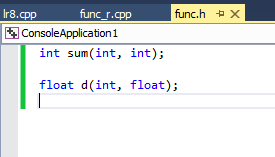 lr8.cpp func_r.cpp func.h
ConsoleApplication1
int sum(int, int);
float d(int, float);